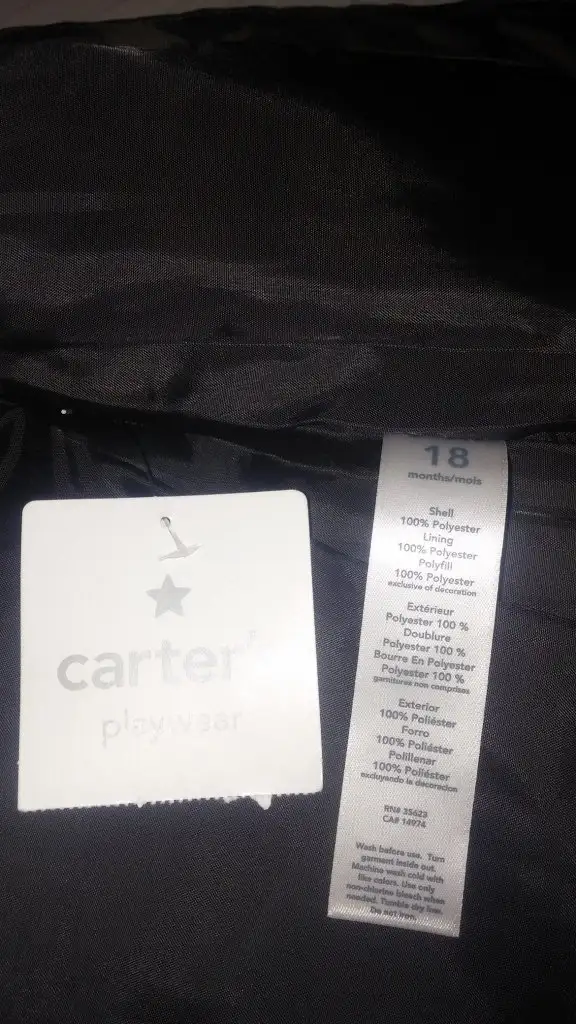 carter's
playwear
18
months/mois
Shell
100% Polyester
Lining
100% Polyester
Polyfill
100% Polyester
exclusive of decoration
Extérieur
Polyester 100 %
Doublure
Polyester 100 %
Bourre En Polyester
Polyester 100 %
garnitures non comprises
Exterior
100% Poliéster
Forro
100% Poliéster
Polillenar
100% Poliéster
excluyando la decoracion
RN# 35623
CA# 14974
Wash before use. Turn
garment inside out.
Machine wash cold with
like colors. Use only
non-chlorine bleach when
needed. Tumble dry low.
Do not iron.